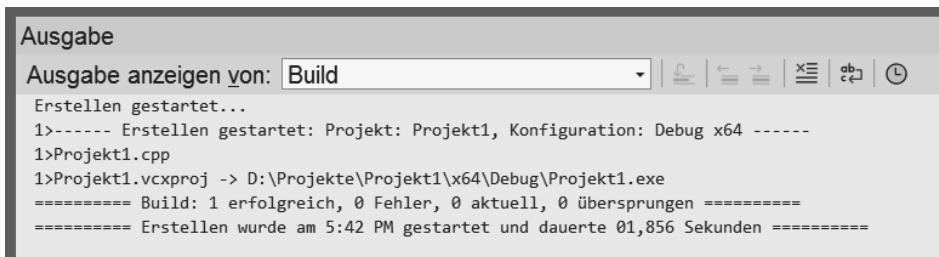 Ausgabe
Ausgabe anzeigen von: Build
Erstellen gestartet...
1>------ Erstellen gestartet: Projekt: Projekt1, Konfiguration: Debug x64 ------
1>Projekt1.cpp
1>Projekt1.vcxproj -> D:\Projekte\Projekt1\x64\Debug\Projekt1.exe
========== Build: 1 erfolgreich, 0 Fehler, 0 aktuell, 0 übersprungen ==========
========== Erstellen wurde am 5:42 PM gestartet und dauerte 01,856 Sekunden ==========